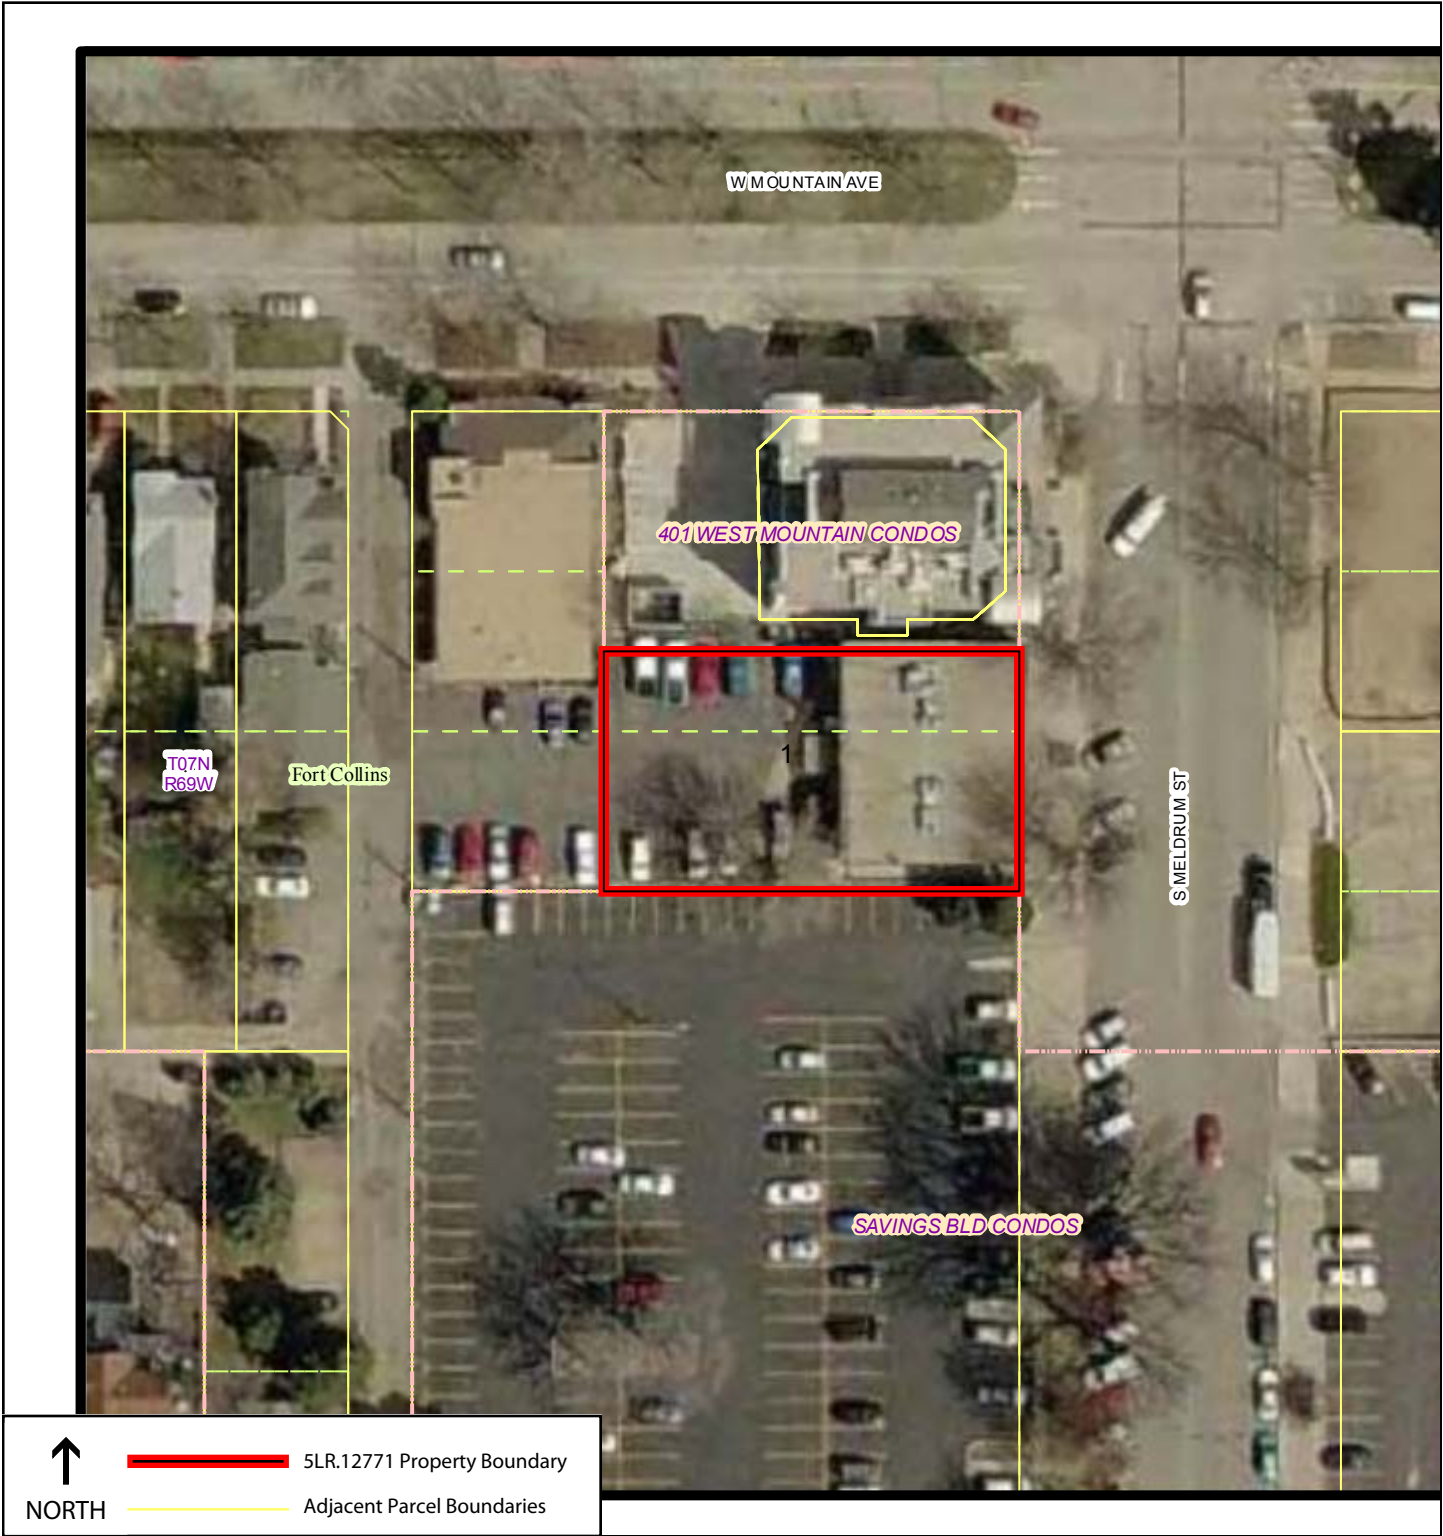 W MOUNTAIN AVE
401 WEST MOUNTAIN CONDOS
1
T07N
R69W
Fort Collins
S MELDRUM ST
SAVINGS BLD CONDOS
5LR.12771 Property Boundary
NORTH
Adjacent Parcel Boundaries